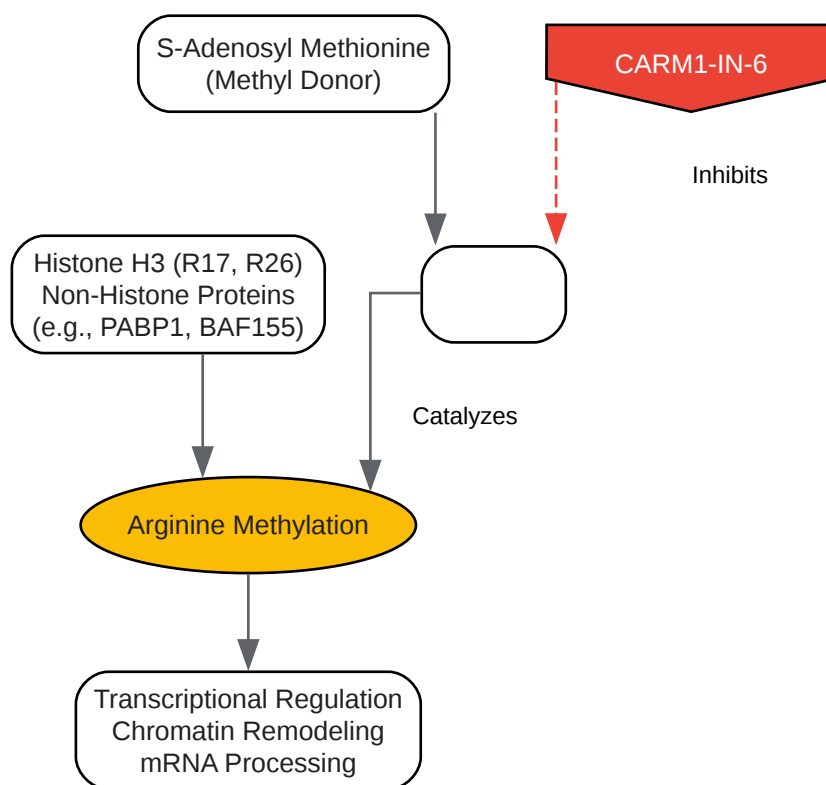 S-Adenosyl Methionine
(Methyl Donor)
CARM1-IN-6
Inhibits
Histone H3 (R17, R26)
Non-Histone Proteins
(e.g., PABP1, BAF155)
Catalyzes
Arginine Methylation
Transcriptional Regulation
Chromatin Remodeling
mRNA Processing